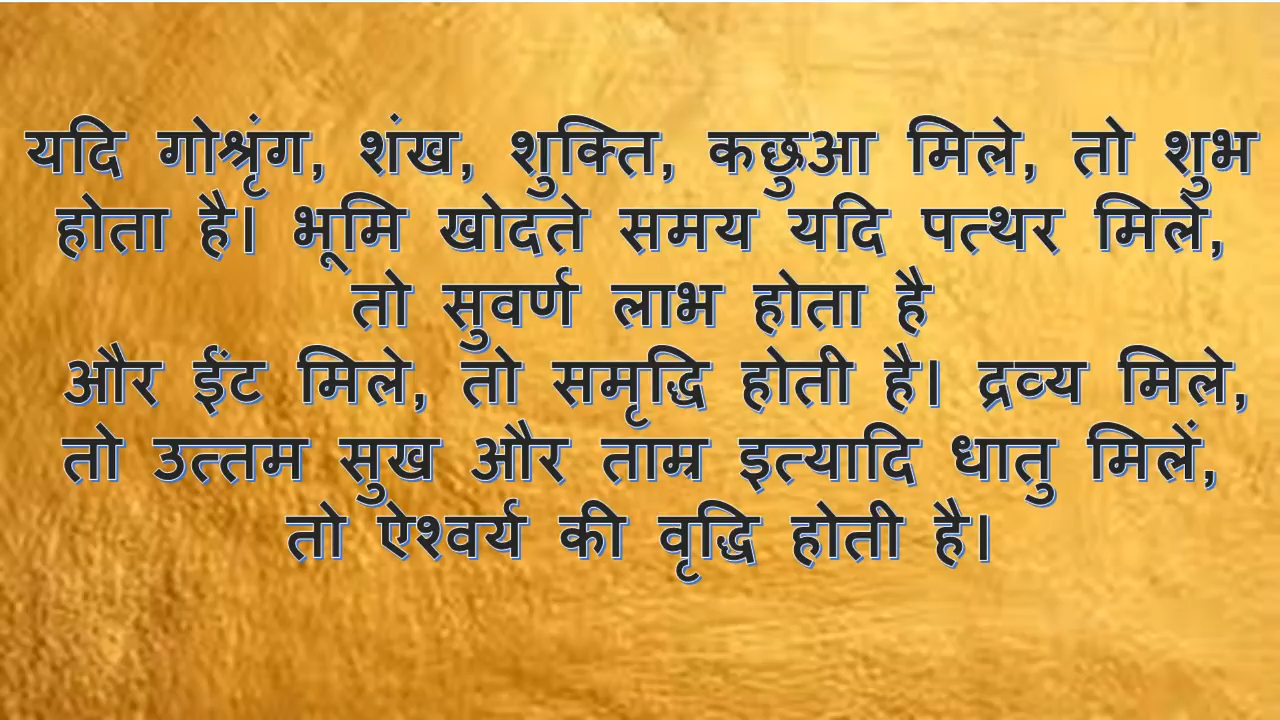 यदि गोश्रृंग, शंख, शुक्ति, कछुआ मिले, तो शुभ
होता है। भूमि खोदते समय यदि पत्थर मिले,
तो सुवर्ण लाभ होता है
और ईंट मिले, तो समृद्धि होती है। द्रव्य मिले,
तो उत्तम सुख और ताम्र इत्यादि धातु मिलें,
तो ऐश्वर्य की वृद्धि होती है।